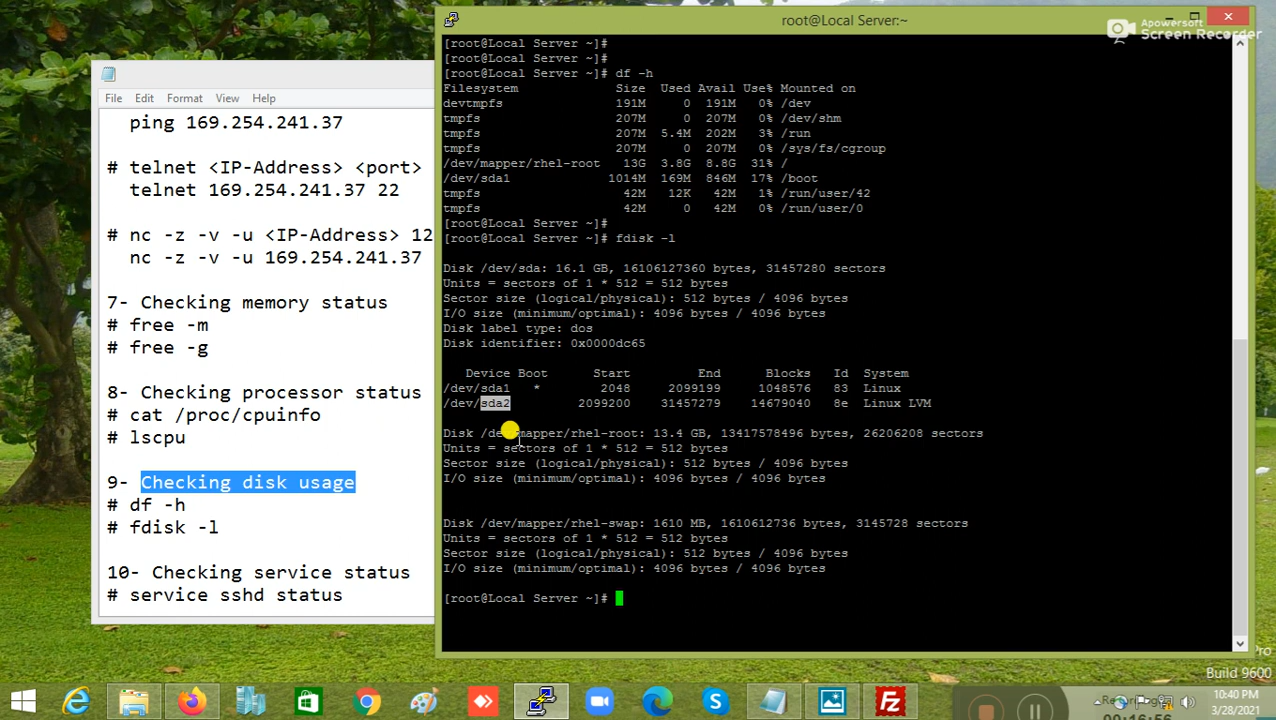 File Edit Format View Help
ping 169.254.241.37
# telnet <IP-Address> <port>
telnet 169.254.241.37 22
# nc -z -v -u <IP-Address> 12
nc -z -v -u 169.254.241.37
7- Checking memory status
# free -m
# free -g
8- Checking processor status
# cat /proc/cpuinfo
# lscpu
9- Checking disk usage
# df -h
# fdisk -l
10- Checking service status
# service sshd status
root@Local Server:~
Apowersoft
Screen Recorder
[root@Local Server ~]#
[root@Local Server ~]#
[root@Local Server ~]# df -h
Filesystem Size Used Avail Use% Mounted on
devtmpfs 191M 0 191M 0% /dev
tmpfs 207M 0 207M 0% /dev/shm
tmpfs 207M 5.4M 202M 3% /run
tmpfs 207M 0 207M 0% /sys/fs/cgroup
/dev/mapper/rhel-root 13G 3.8G 8.8G 31% /
/dev/sda1 1014M 169M 846M 17% /boot
tmpfs 42M 12K 42M 1% /run/user/42
tmpfs 42M 0 42M 0% /run/user/0
[root@Local Server ~]#
[root@Local Server ~]# fdisk -l
Disk /dev/sda: 16.1 GB, 16106127360 bytes, 31457280 sectors
Units = sectors of 1 * 512 = 512 bytes
Sector size (logical/physical): 512 bytes / 4096 bytes
I/O size (minimum/optimal): 4096 bytes / 4096 bytes
Disk label type: dos
Disk identifier: 0x0000dc65
Device Boot Start End Blocks Id System
/dev/sda1 * 2048 2099199 1048576 83 Linux
/dev/sda2 2099200 31457279 14679040 8e Linux LVM
Disk /dev/mapper/rhel-root: 13.4 GB, 13417578496 bytes, 26206208 sectors
Units = sectors of 1 * 512 = 512 bytes
Sector size (logical/physical): 512 bytes / 4096 bytes
I/O size (minimum/optimal): 4096 bytes / 4096 bytes
Disk /dev/mapper/rhel-swap: 1610 MB, 1610612736 bytes, 3145728 sectors
Units = sectors of 1 * 512 = 512 bytes
Sector size (logical/physical): 512 bytes / 4096 bytes
I/O size (minimum/optimal): 4096 bytes / 4096 bytes
[root@Local Server ~]#
Pro
Build 9600
10:40 PM
3/28/2021